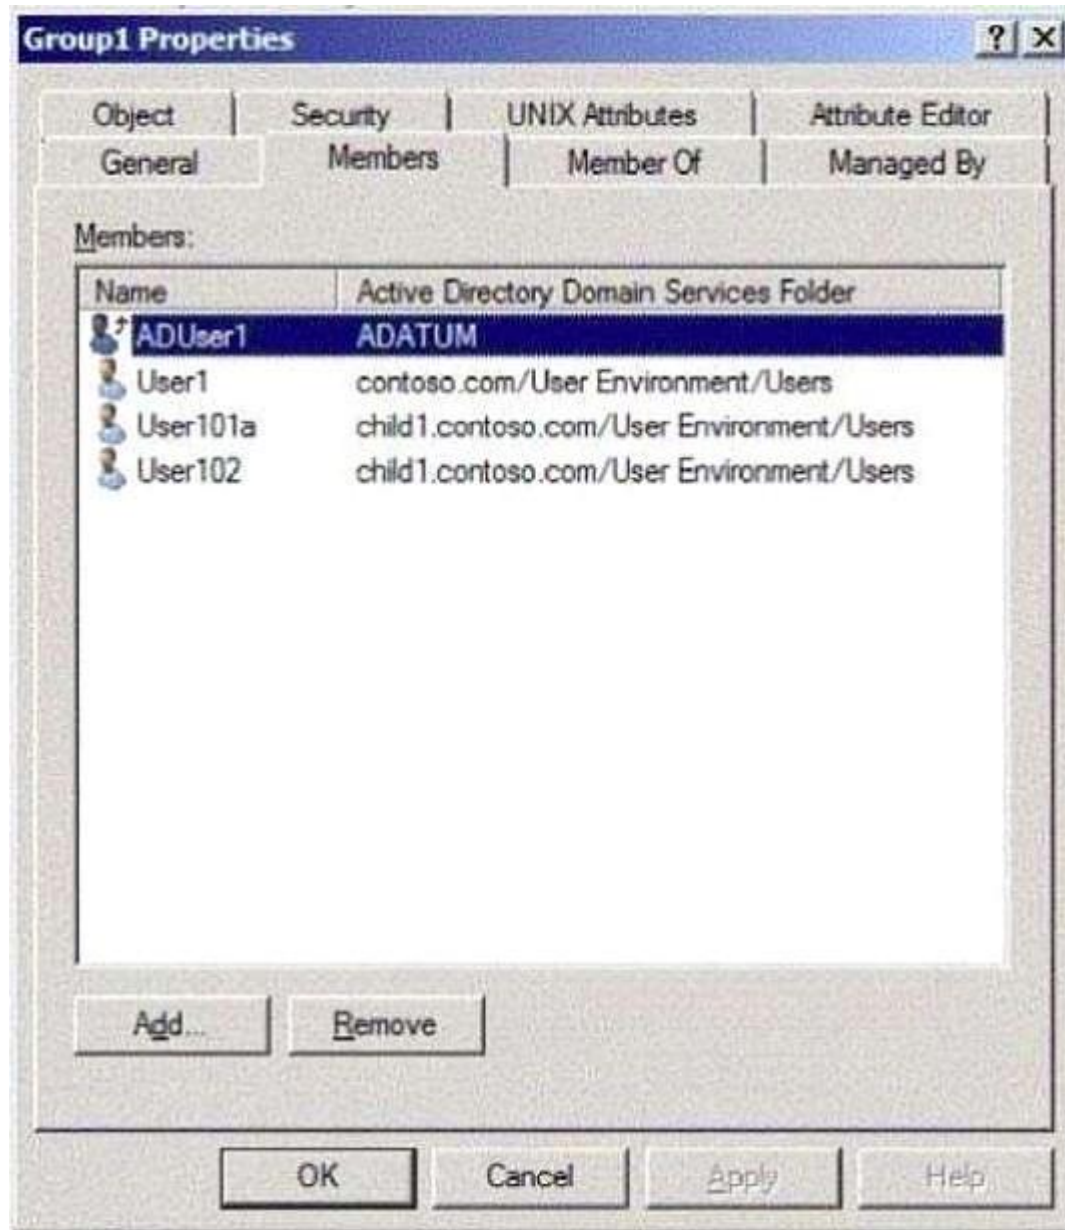 Group1 Properties
Object Security UNIX Attributes Attribute Editor
General Members Member Of Managed By
Members:
Name Active Directory Domain Services Folder
ADUser1 ADATUM
User1 contoso.com/User Environment/Users
User101a child1.contoso.com/User Environment/Users
User102 child1.contoso.com/User Environment/Users
Add... Remove
OK Cancel Apply Help